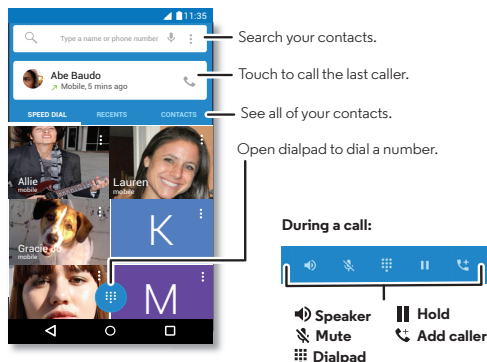 11:35
Type a name or phone number
Abe Baudo
Mobile, 5 mins ago
SPEED DIAL RECENTS CONTACTS
Allie
mobile
Lauren
mobile
Gracie Jo
mobile
K
M
Search your contacts.
Touch to call the last caller.
See all of your contacts.
Open dialpad to dial a number.
During a call:
Speaker Hold
Mute Add caller
Dialpad